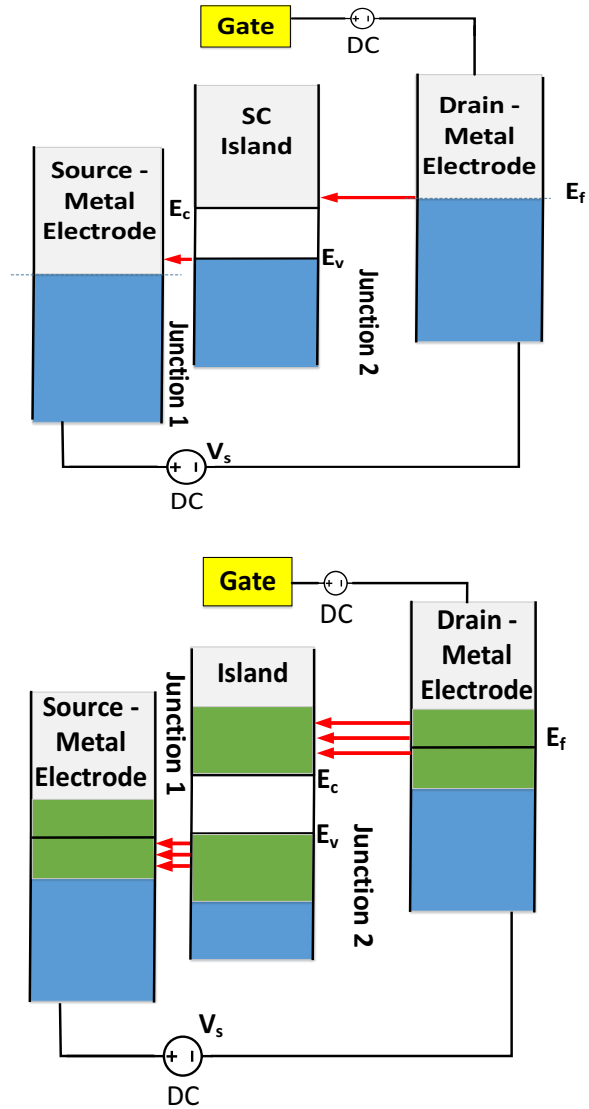 Gate
+ -
DC
Drain -
Metal
Electrode
SC
Island
Source -
Metal
Electrode
Ec
Ef
Ev
Junction 1
Junction 2
Vs
+ -
DC
Gate
+ -
DC
Drain -
Metal
Electrode
Island
Junction 1
Source -
Metal
Electrode
Ef
Ec
Ev
Junction 2
Vs
+ -
DC